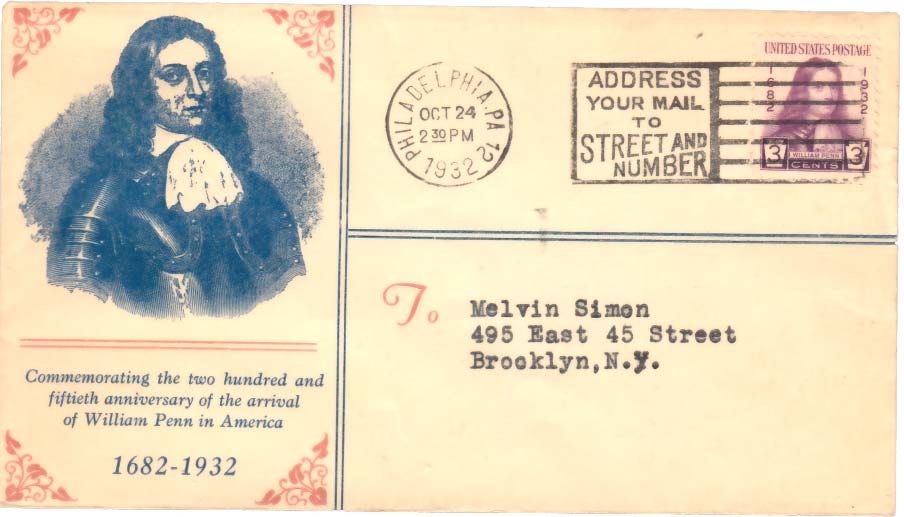 Commemorating the two hundred and
fiftieth anniversary of the arrival
of William Penn in America
1682-1932
PHILADELPHIA, PA 12
OCT 24
2 30 PM
1932
ADDRESS
YOUR MAIL
TO
STREET AND
NUMBER
UNITED STATES POSTAGE
1682 1932
WILLIAM PENN
3 CENTS 3
To
Melvin Simon
495 East 45 Street
Brooklyn,N.y.